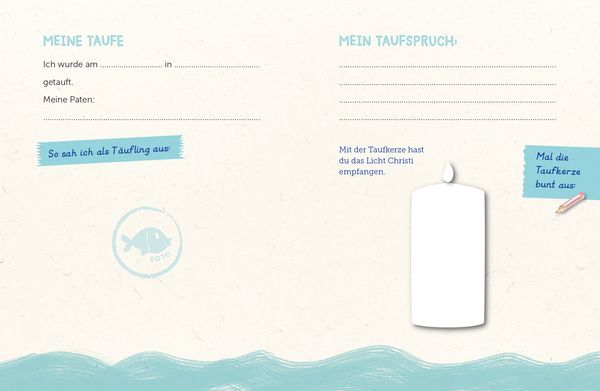 MEINE TAUFE
Ich wurde am ........................ in ................................
getauft.
Meine Paten:
................................................................................
So sah ich als Täufling aus:
FOTO
MEIN TAUFSPRUCH:
................................................................................
................................................................................
................................................................................
................................................................................
Mit der Taufkerze hast
du das Licht Christi
empfangen.
Mal die
Taufkerze
bunt aus: